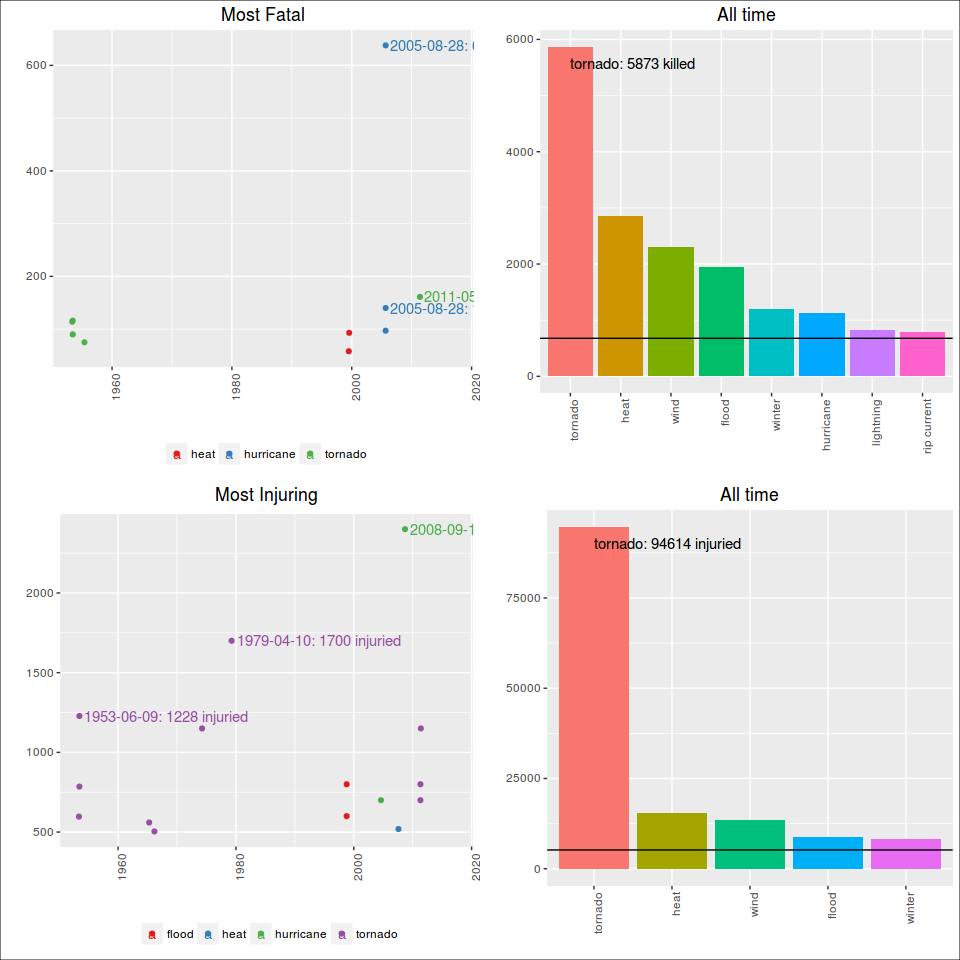 Most Fatal
600
400
200
2005-08-28:
2011-05
2005-08-28:
1960
1980
2000
2020
heat
hurricane
tornado
All time
6000
4000
2000
0
tornado: 5873 killed
tornado
heat
wind
flood
winter
hurricane
lightning
rip current
Most Injuring
2000
1500
1000
500
2008-09-1
1979-04-10: 1700 injuried
1953-06-09: 1228 injuried
1960
1980
2000
2020
flood
heat
hurricane
tornado
All time
75000
50000
25000
0
tornado: 94614 injuried
tornado
heat
wind
flood
winter